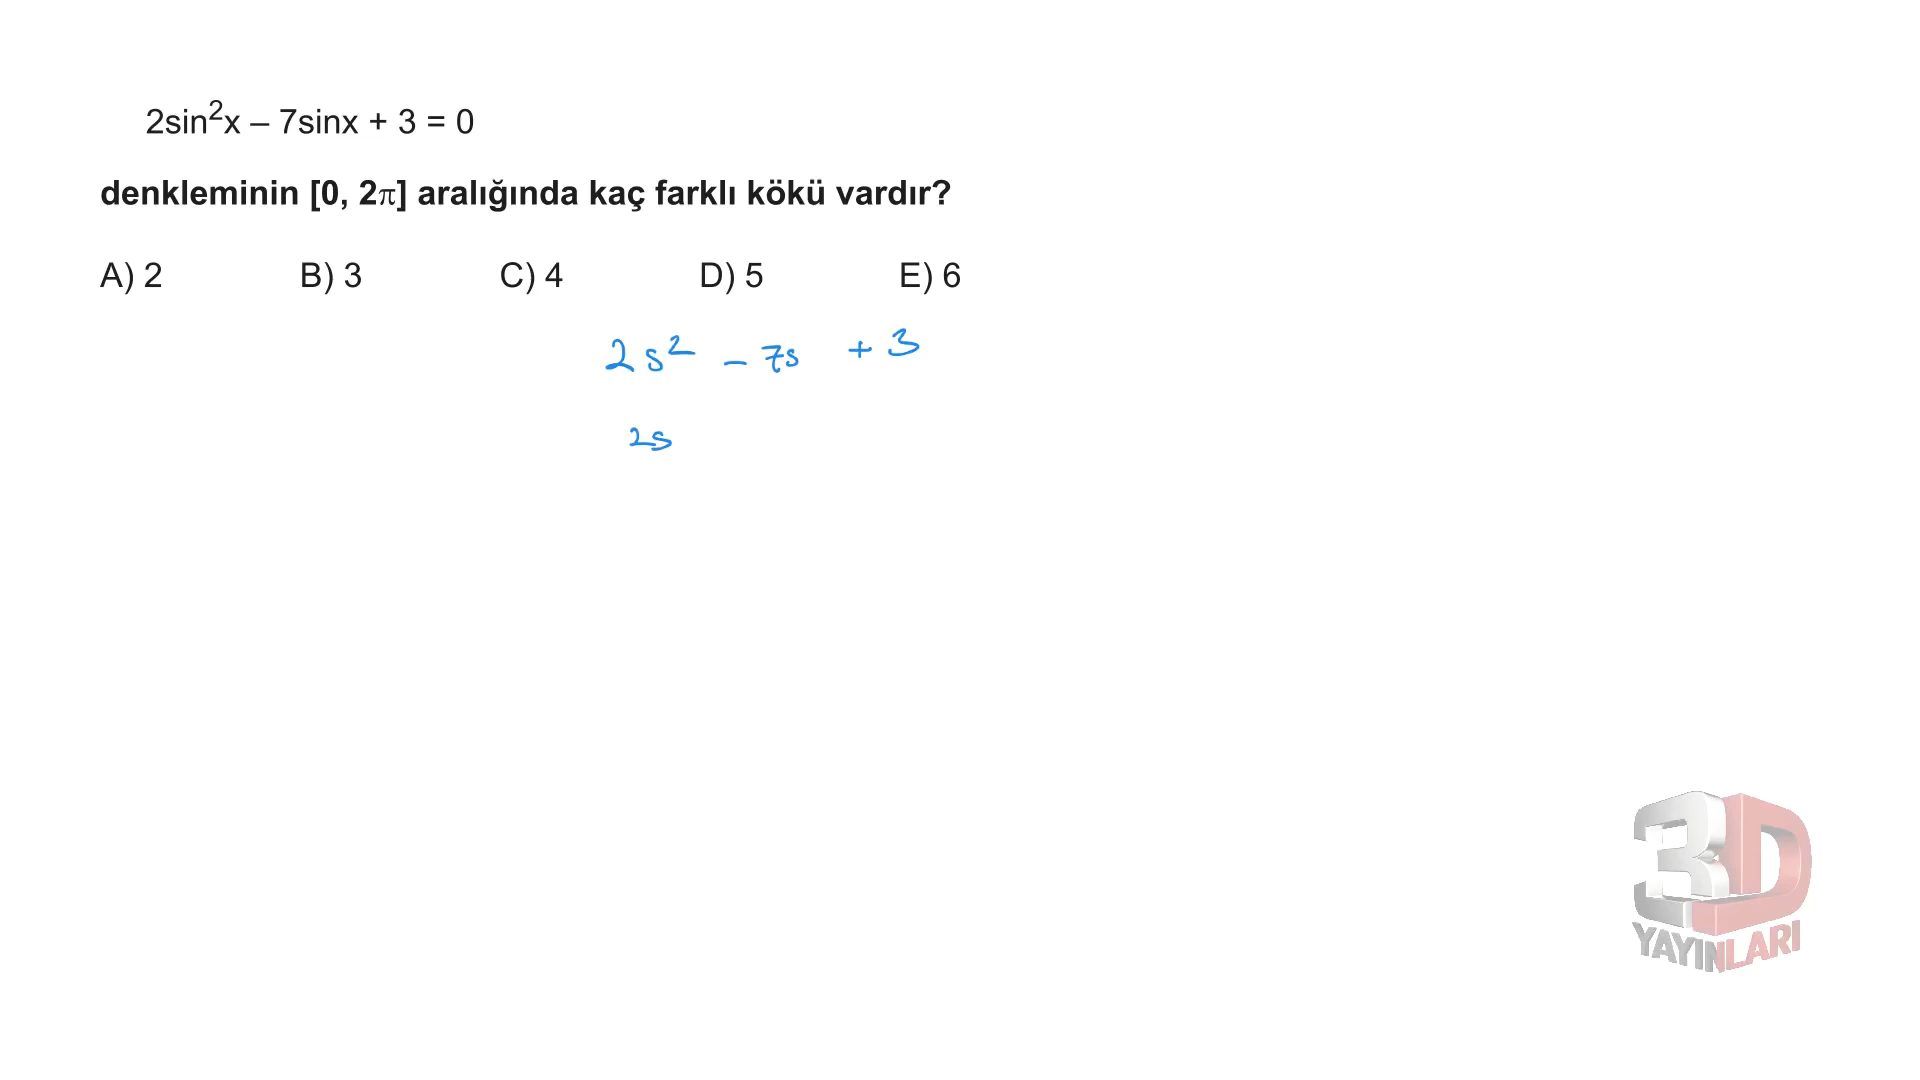 2sin²x – 7sinx + 3 = 0
denkleminin [0, 2π] aralığında kaç farklı kökü vardır?
A) 2 B) 3 C) 4 D) 5 E) 6
2s² – 7s + 3
2s
3D
YAYINLARI